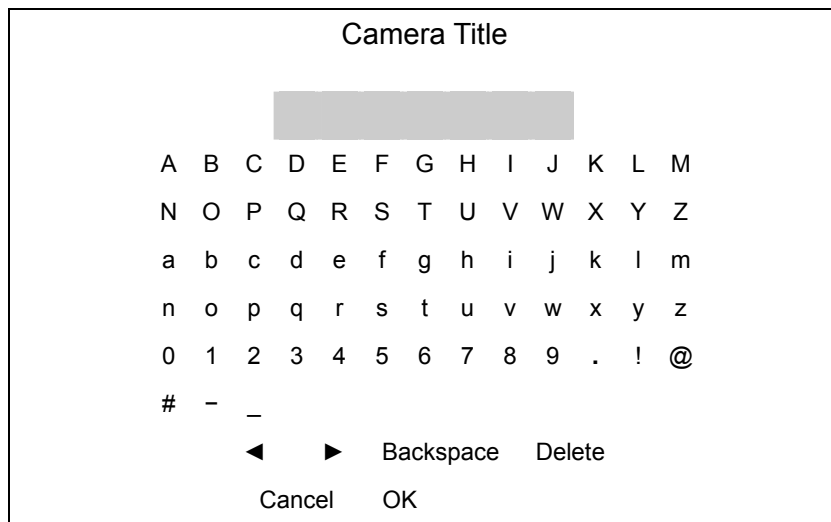 Camera Title
A B C D E F G H I J K L M
N O P Q R S T U V W X Y Z
a b c d e f g h i j k l m
n o p q r s t u v w x y z
0 1 2 3 4 5 6 7 8 9 . ! @
# – _
◄ ► Backspace Delete
Cancel OK